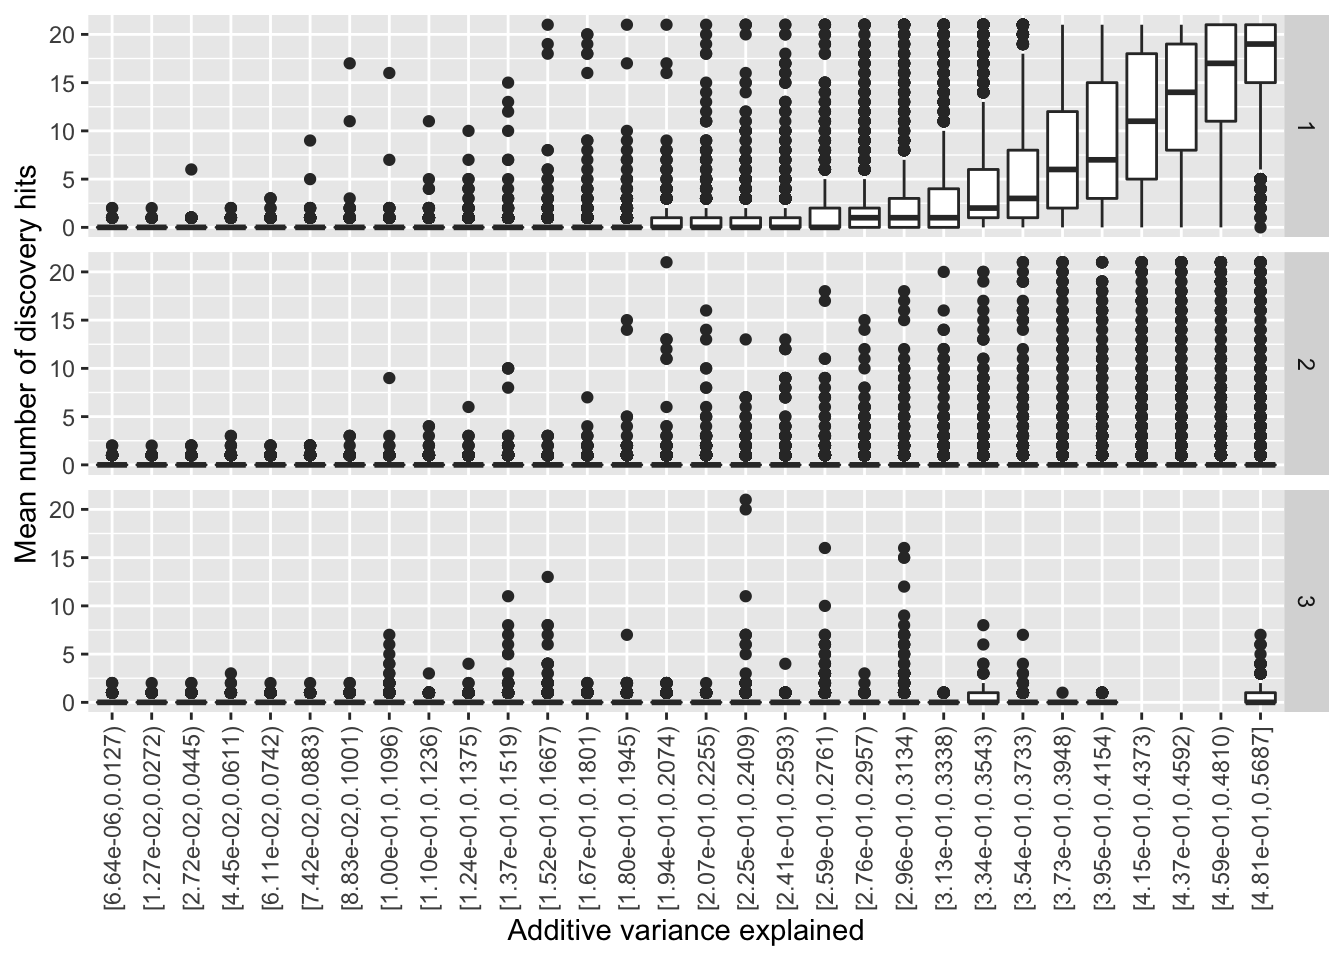 Mean number of discovery hits
20
15
10
5
0
1
20
15
10
5
0
2
20
15
10
5
0
3
[6.64e-06,0.0127)
[1.27e-02,0.0272)
[2.72e-02,0.0445)
[4.45e-02,0.0611)
[6.11e-02,0.0742)
[7.42e-02,0.0883)
[8.83e-02,0.1001)
[1.00e-01,0.1096)
[1.10e-01,0.1236)
[1.24e-01,0.1375)
[1.37e-01,0.1519)
[1.52e-01,0.1667)
[1.67e-01,0.1801)
[1.80e-01,0.1945)
[1.94e-01,0.2074)
[2.07e-01,0.2255)
[2.25e-01,0.2409)
[2.41e-01,0.2593)
[2.59e-01,0.2761)
[2.76e-01,0.2957)
[2.96e-01,0.3134)
[3.13e-01,0.3338)
[3.34e-01,0.3543)
[3.54e-01,0.3733)
[3.73e-01,0.3948)
[3.95e-01,0.4154)
[4.15e-01,0.4373)
[4.37e-01,0.4592)
[4.59e-01,0.4810)
[4.81e-01,0.5687]
Additive variance explained